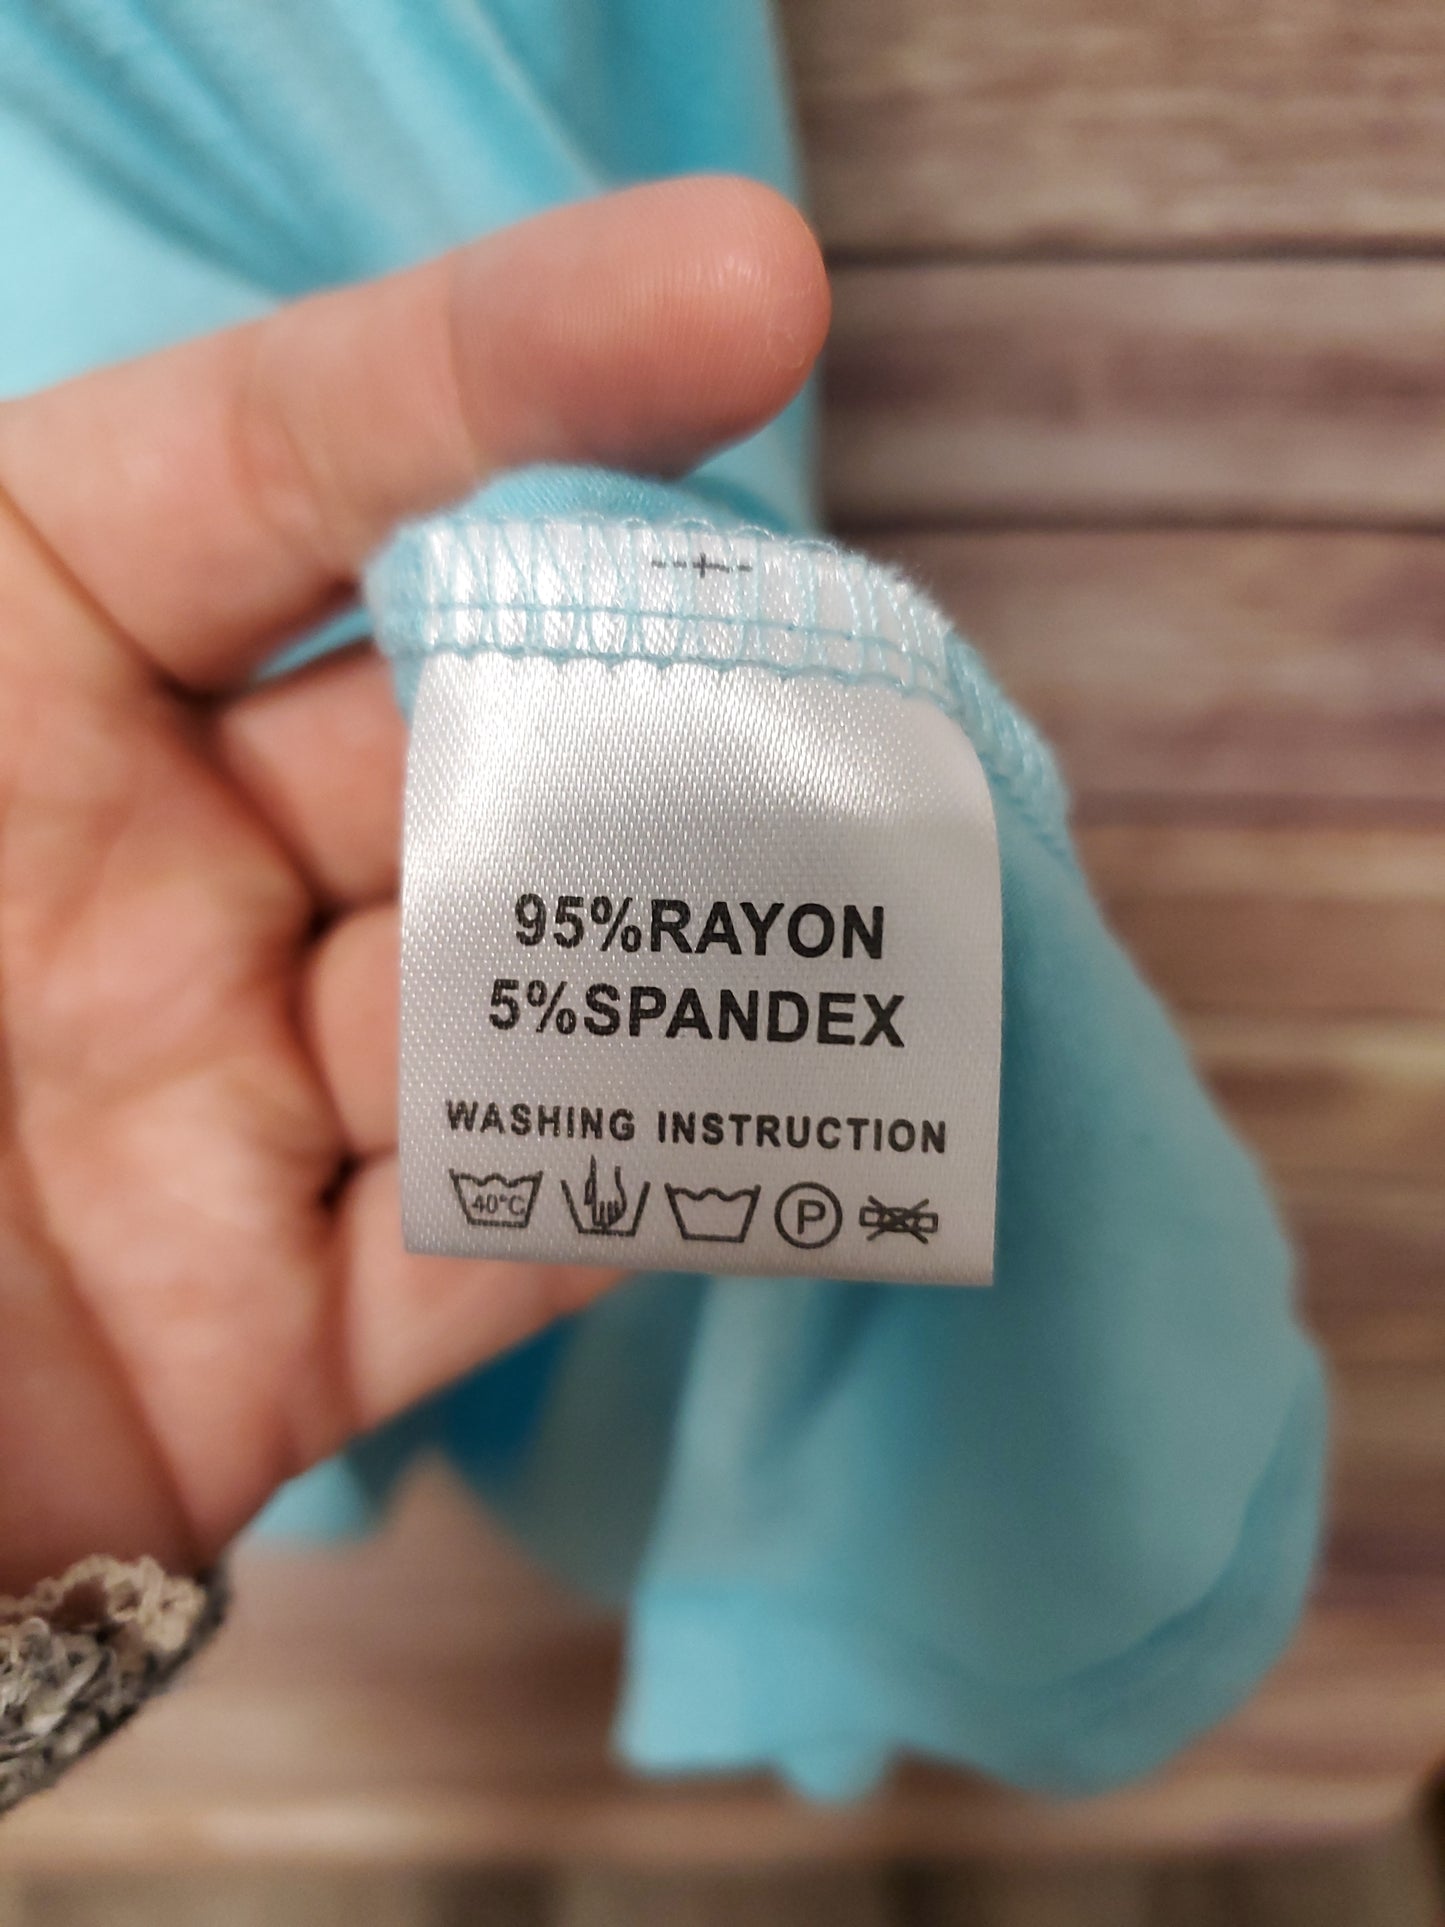 95%RAYON
5%SPANDEX
WASHING INSTRUCTION
40°C P